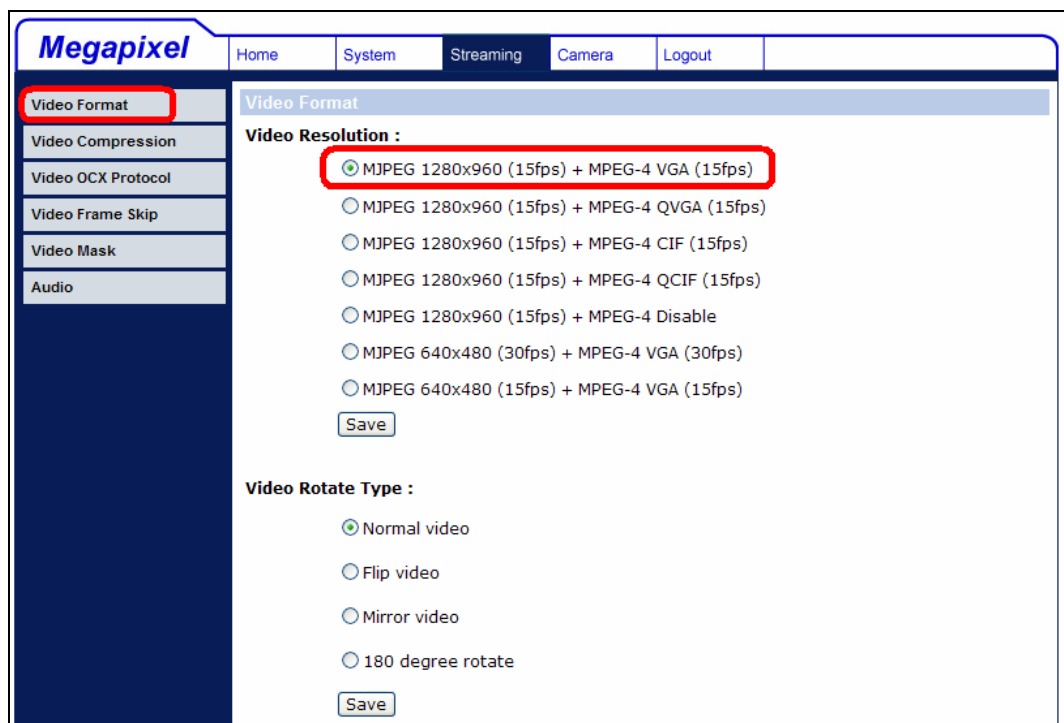 Megapixel
Home System Streaming Camera Logout
Video Format
Video Compression
Video OCX Protocol
Video Frame Skip
Video Mask
Audio
Video Format
Video Resolution :
MJPEG 1280x960 (15fps) + MPEG-4 VGA (15fps)
MJPEG 1280x960 (15fps) + MPEG-4 QVGA (15fps)
MJPEG 1280x960 (15fps) + MPEG-4 CIF (15fps)
MJPEG 1280x960 (15fps) + MPEG-4 QCIF (15fps)
MJPEG 1280x960 (15fps) + MPEG-4 Disable
MJPEG 640x480 (30fps) + MPEG-4 VGA (30fps)
MJPEG 640x480 (15fps) + MPEG-4 VGA (15fps)
Save
Video Rotate Type :
Normal video
Flip video
Mirror video
180 degree rotate
Save